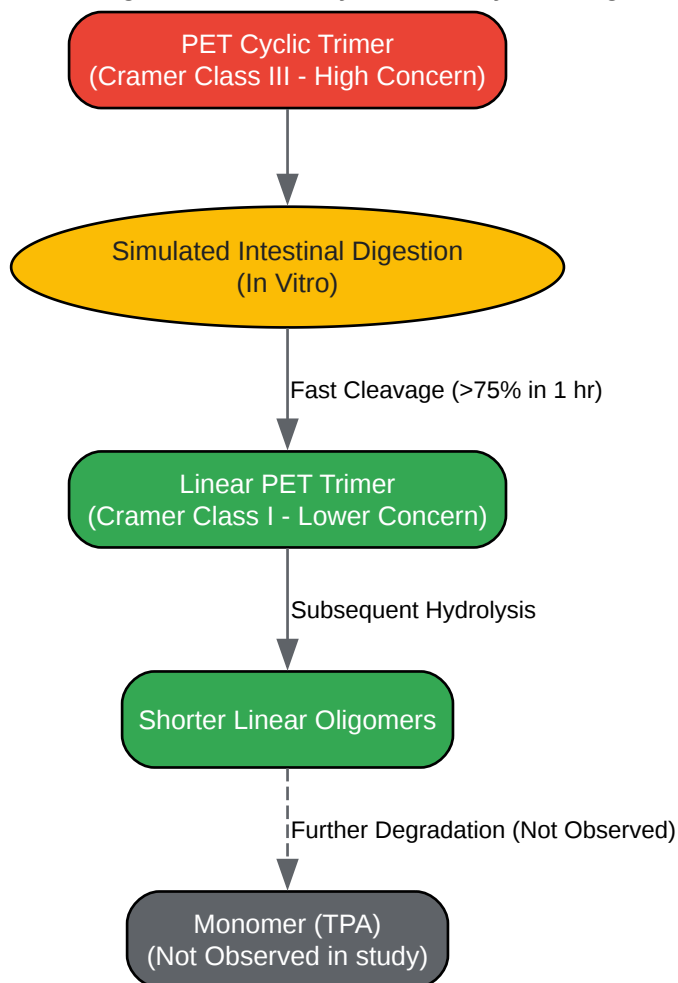 PET Cyclic Trimer
(Cramer Class III - High Concern)
Simulated Intestinal Digestion
(In Vitro)
Fast Cleavage (>75% in 1 hr)
Linear PET Trimer
(Cramer Class I - Lower Concern)
Subsequent Hydrolysis
Shorter Linear Oligomers
Further Degradation (Not Observed)
Monomer (TPA)
(Not Observed in study)